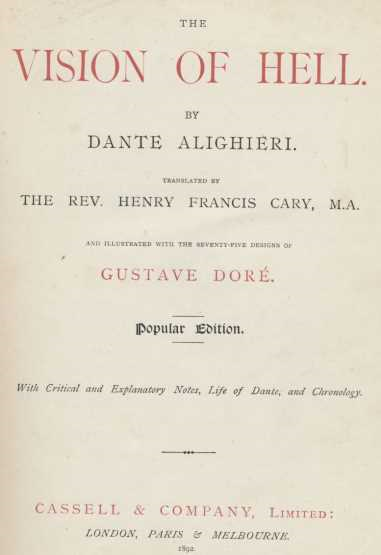 THE
VISION OF HELL.
BY
DANTE ALIGHIERI.
TRANSLATED BY
THE REV. HENRY FRANCIS CARY, M.A.
AND ILLUSTRATED WITH THE SEVENTY-FIVE DESIGNS OF
GUSTAVE DORÉ.
Popular Edition.
With Critical and Explanatory Notes, Life of Dante, and Chronology.
CASSELL & COMPANY, LIMITED:
LONDON, PARIS & MELBOURNE.
1892.